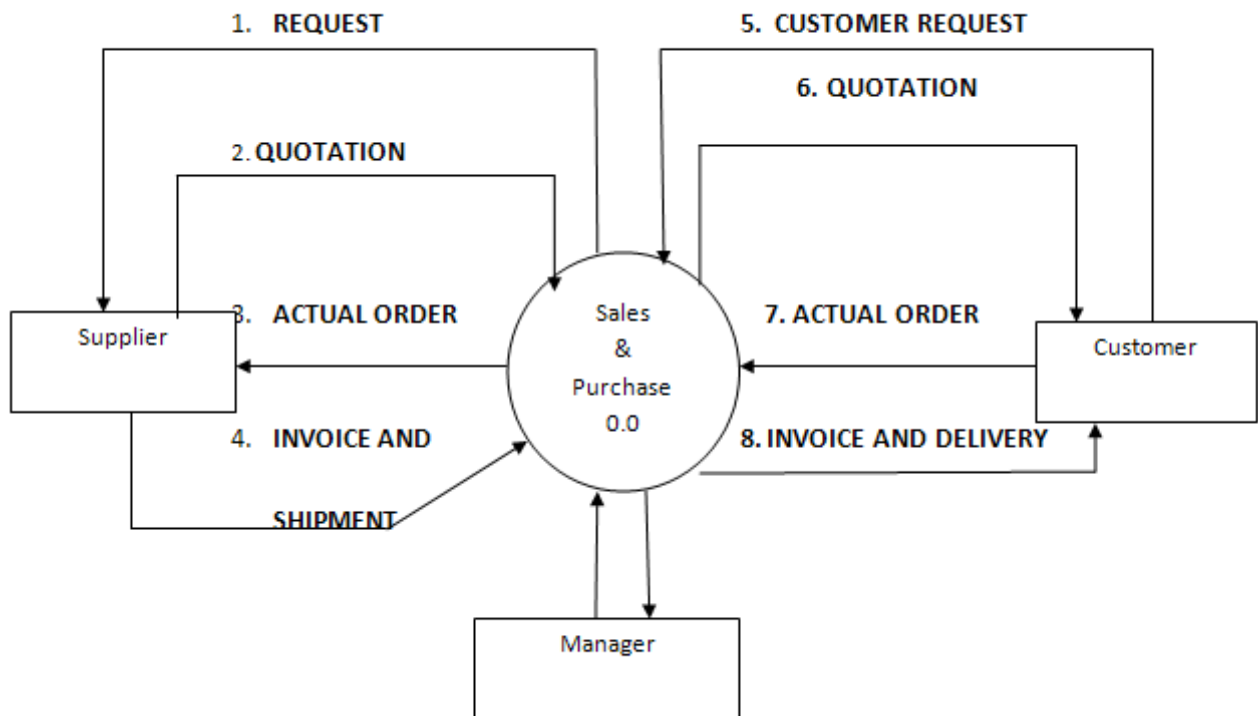 1. REQUEST
2. QUOTATION
3. ACTUAL ORDER
4. INVOICE AND
SHIPMENT
5. CUSTOMER REQUEST
6. QUOTATION
7. ACTUAL ORDER
8. INVOICE AND DELIVERY
Supplier
Sales
&
Purchase
0.0
Customer
Manager